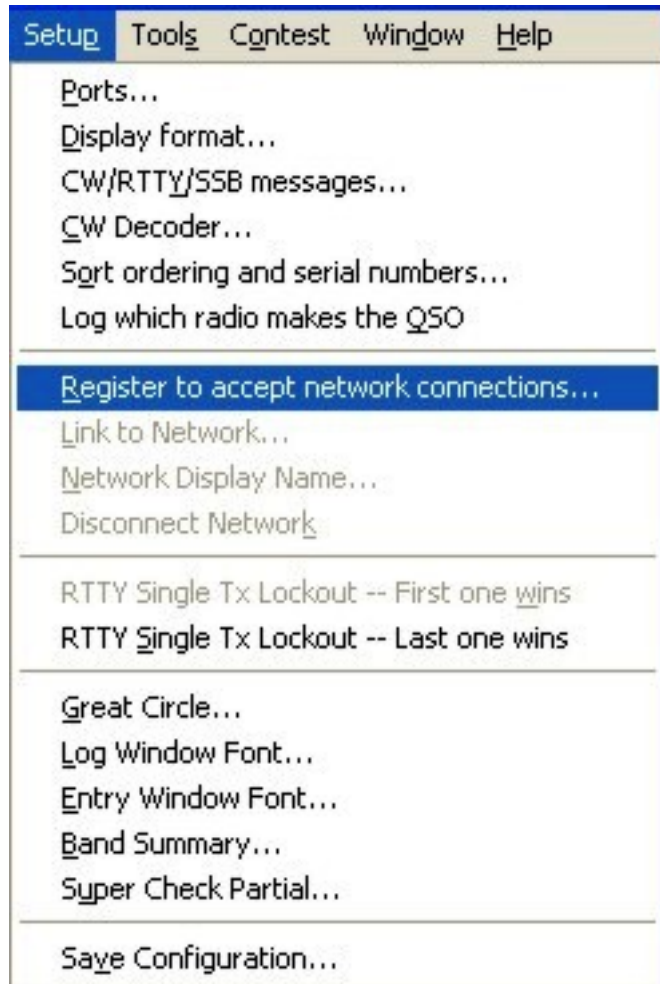 Setup Tools Contest Window Help
Ports...
Display format...
CW/RTTY/SSB messages...
CW Decoder...
Sort ordering and serial numbers...
Log which radio makes the QSO
Register to accept network connections...
Link to Network...
Network Display Name...
Disconnect Network
RTTY Single Tx Lockout -- First one wins
RTTY Single Tx Lockout -- Last one wins
Great Circle...
Log Window Font...
Entry Window Font...
Band Summary...
Super Check Partial...
Save Configuration...